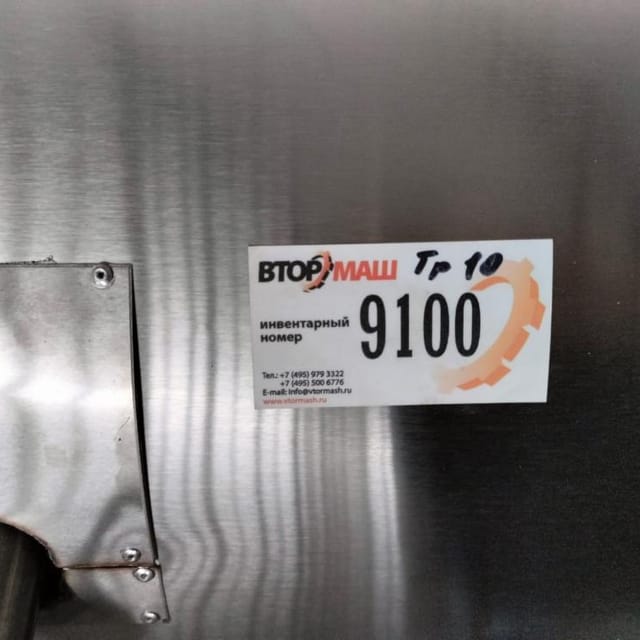 ВТОРМАШ Тр 10
инвентарный
номер
9100
Тел.: +7 (495) 979 3322
+7 (495) 500 6776
E-mail: info@vtormash.ru
www.vtormash.ru